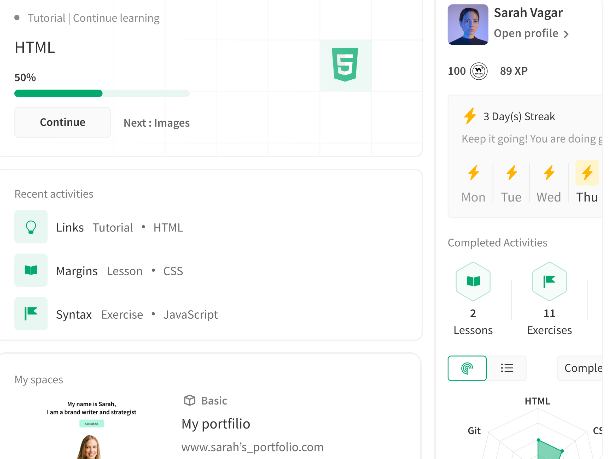 Tutorial | Continue learning
HTML
50%
Continue
Next : Images
Recent activities
Links Tutorial • HTML
Margins Lesson • CSS
Syntax Exercise • JavaScript
My spaces
My name is Sarah,
I am a brand writer and strategist
Basic
My portfilio
www.sarah's_portfolio.com
Sarah Vagar
Open profile
100
89 XP
3 Day(s) Streak
Keep it going! You are doing g
Mon Tue Wed Thu
Completed Activities
2
Lessons
11
Exercises
Comple
HTML
Git
CS